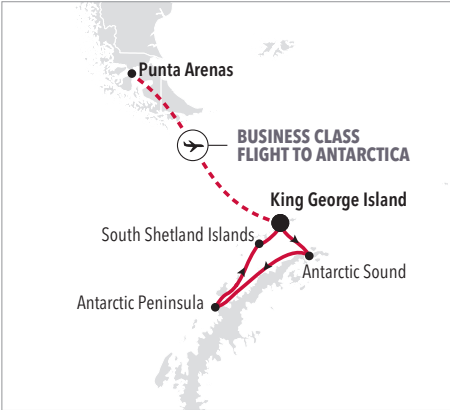 Punta Arenas
BUSINESS CLASS
FLIGHT TO ANTARCTICA
King George Island
South Shetland Islands
Antarctic Sound
Antarctic Peninsula